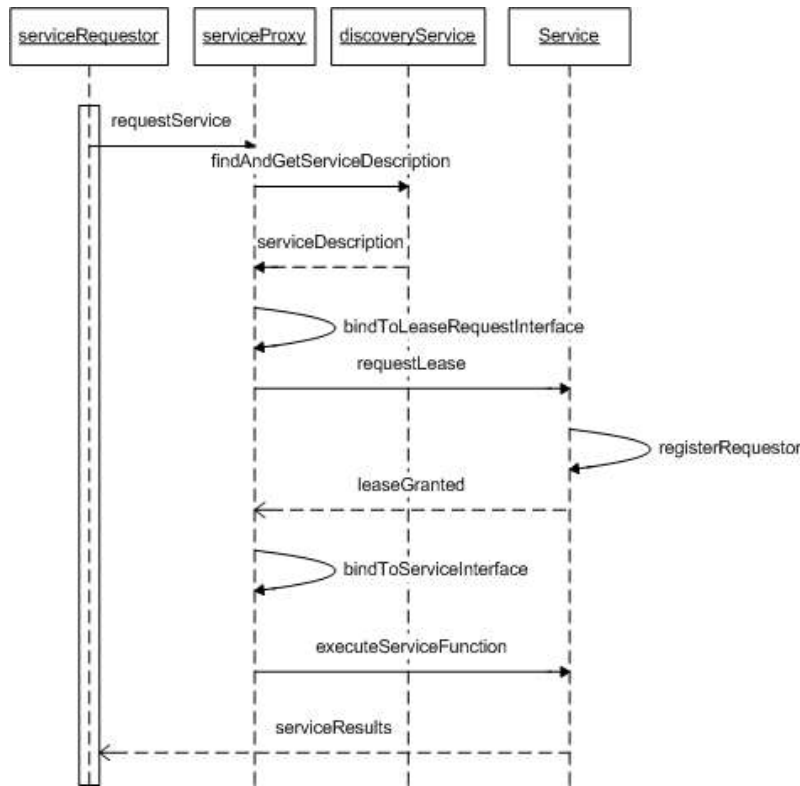 serviceRequestor
serviceProxy
discoveryService
Service
requestService
findAndGetServiceDescription
serviceDescription
bindToLeaseRequestInterface
requestLease
registerRequestor
leaseGranted
bindToServiceInterface
executeServiceFunction
serviceResults